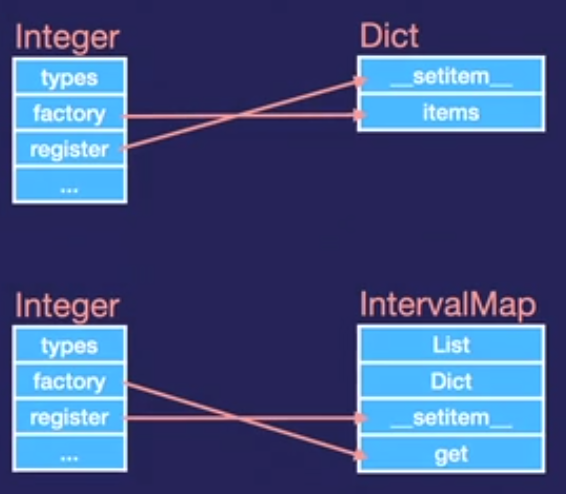 Integer
types
factory
register
...
Dict
__setitem__
items
Integer
types
factory
register
...
IntervalMap
List
Dict
__setitem__
get